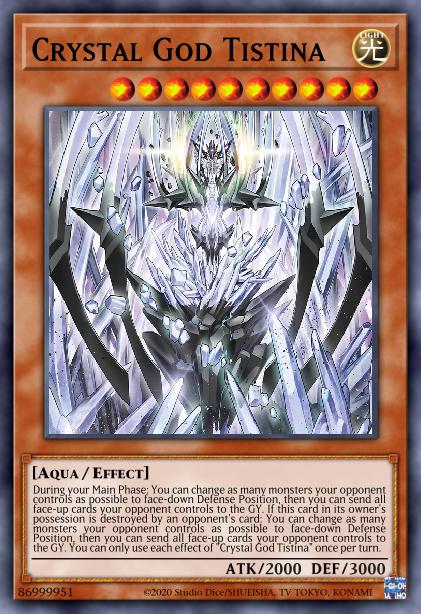 CRYSTAL GOD TISTINA
LIGHT
光
[AQUA / EFFECT]
During your Main Phase: You can change as many monsters your opponent
controls as possible to face-down Defense Position, then you can send all
face-up cards your opponent controls to the GY. If this card in its owner's
possession is destroyed by an opponent's card: You can change as many
monsters your opponent controls as possible to face-down Defense
Position, then you can send all face-up cards your opponent controls to
the GY. You can only use each effect of "Crystal God Tistina" once per turn.
ATK/2000 DEF/3000
86999951
©2020 Studio Dice/SHUEISHA, TV TOKYO, KONAMI